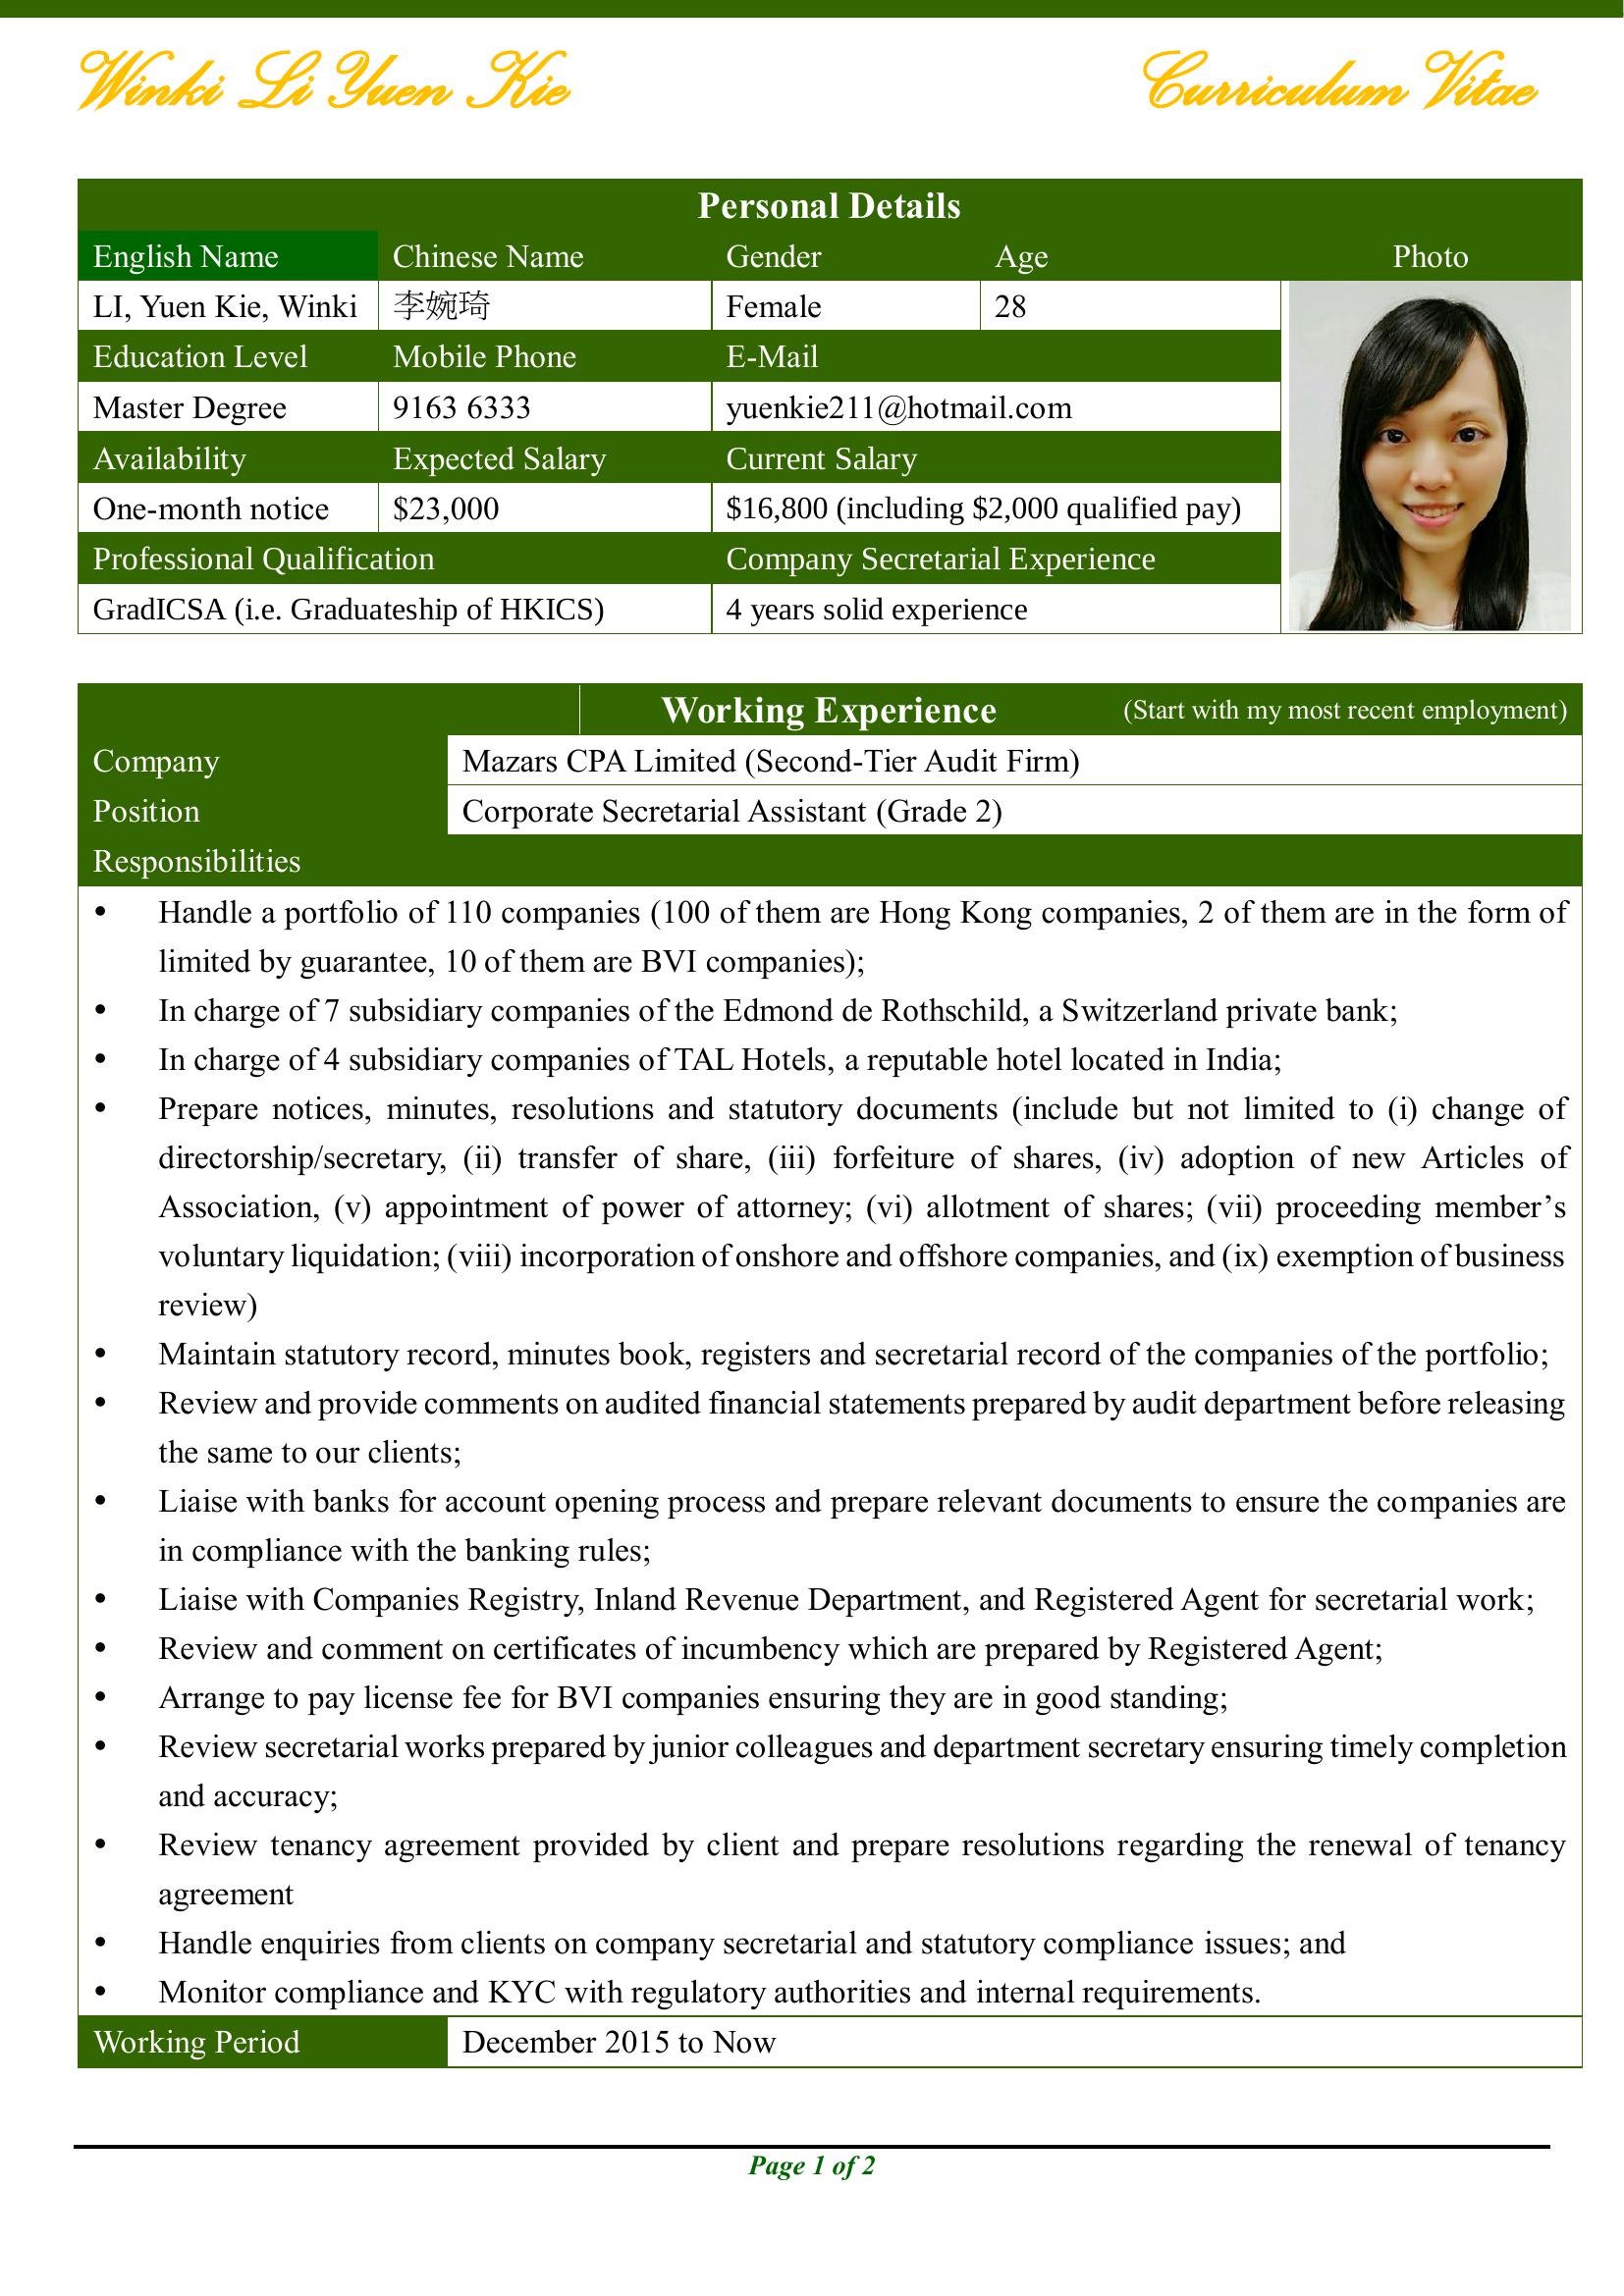 Winki Li Yuen Kie Curriculum Vitae
Personal Details
English Name Chinese Name Gender Age Photo
LI, Yuen Kie, Winki 李婉琦 Female 28
Education Level Mobile Phone E-Mail
Master Degree 9163 6333 yuenkie211@hotmail.com
Availability Expected Salary Current Salary
One-month notice $23,000 $16,800 (including $2,000 qualified pay)
Professional Qualification Company Secretarial Experience
GradICSA (i.e. Graduateship of HKICS) 4 years solid experience
Working Experience (Start with my most recent employment)
Company Mazars CPA Limited (Second-Tier Audit Firm)
Position Corporate Secretarial Assistant (Grade 2)
Responsibilities
• Handle a portfolio of 110 companies (100 of them are Hong Kong companies, 2 of them are in the form of
limited by guarantee, 10 of them are BVI companies);
• In charge of 7 subsidiary companies of the Edmond de Rothschild, a Switzerland private bank;
• In charge of 4 subsidiary companies of TAL Hotels, a reputable hotel located in India;
• Prepare notices, minutes, resolutions and statutory documents (include but not limited to (i) change of
directorship/secretary, (ii) transfer of share, (iii) forfeiture of shares, (iv) adoption of new Articles of
Association, (v) appointment of power of attorney; (vi) allotment of shares; (vii) proceeding member’s
voluntary liquidation; (viii) incorporation of onshore and offshore companies, and (ix) exemption of business
review)
• Maintain statutory record, minutes book, registers and secretarial record of the companies of the portfolio;
• Review and provide comments on audited financial statements prepared by audit department before releasing
the same to our clients;
• Liaise with banks for account opening process and prepare relevant documents to ensure the companies are
in compliance with the banking rules;
• Liaise with Companies Registry, Inland Revenue Department, and Registered Agent for secretarial work;
• Review and comment on certificates of incumbency which are prepared by Registered Agent;
• Arrange to pay license fee for BVI companies ensuring they are in good standing;
• Review secretarial works prepared by junior colleagues and department secretary ensuring timely completion
and accuracy;
• Review tenancy agreement provided by client and prepare resolutions regarding the renewal of tenancy
agreement
• Handle enquiries from clients on company secretarial and statutory compliance issues; and
• Monitor compliance and KYC with regulatory authorities and internal requirements.
Working Period December 2015 to Now
Page 1 of 2